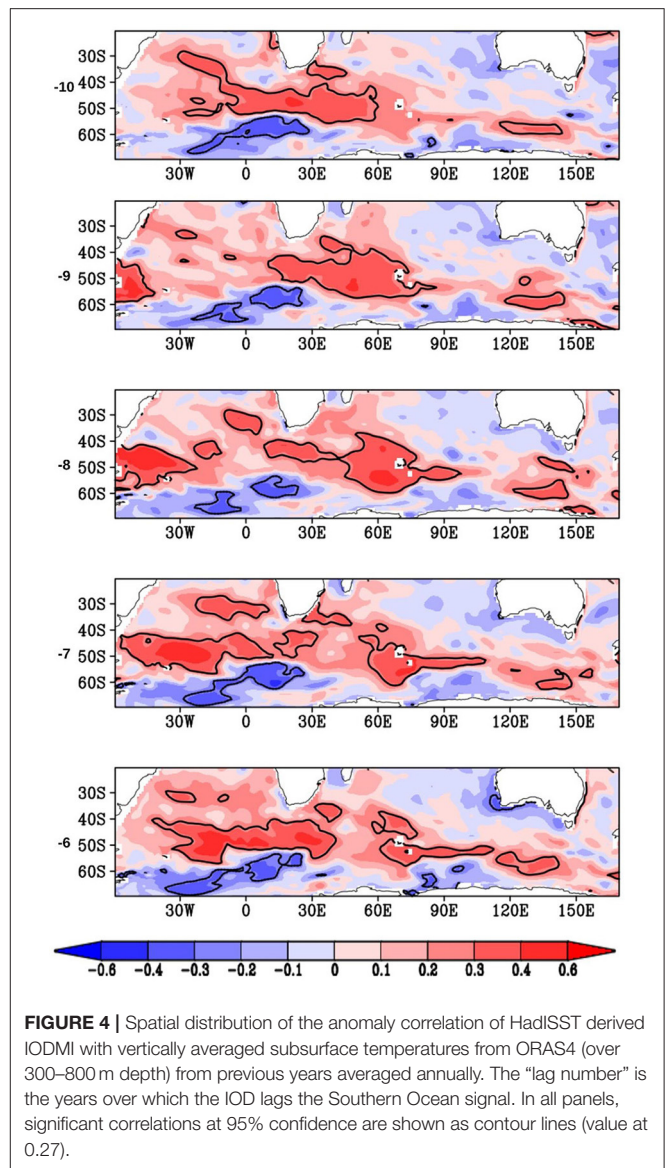 30S
-10 40S
50S
60S
30W 0 30E 60E 90E 120E 150E
30S
40S
-9 50S
60S
30W 0 30E 60E 90E 120E 150E
30S
40S
-8 50S
60S
30W 0 30E 60E 90E 120E 150E
30S
40S
-7 50S
60S
30W 0 30E 60E 90E 120E 150E
30S
40S
-6 50S
60S
30W 0 30E 60E 90E 120E 150E
-0.6 -0.4 -0.3 -0.2 -0.1 0 0.1 0.2 0.3 0.4 0.6
FIGURE 4 | Spatial distribution of the anomaly correlation of HadISST derived
IODMI with vertically averaged subsurface temperatures from ORAS4 (over
300–800 m depth) from previous years averaged annually. The “lag number” is
the years over which the IOD lags the Southern Ocean signal. In all panels,
significant correlations at 95% confidence are shown as contour lines (value at
0.27).